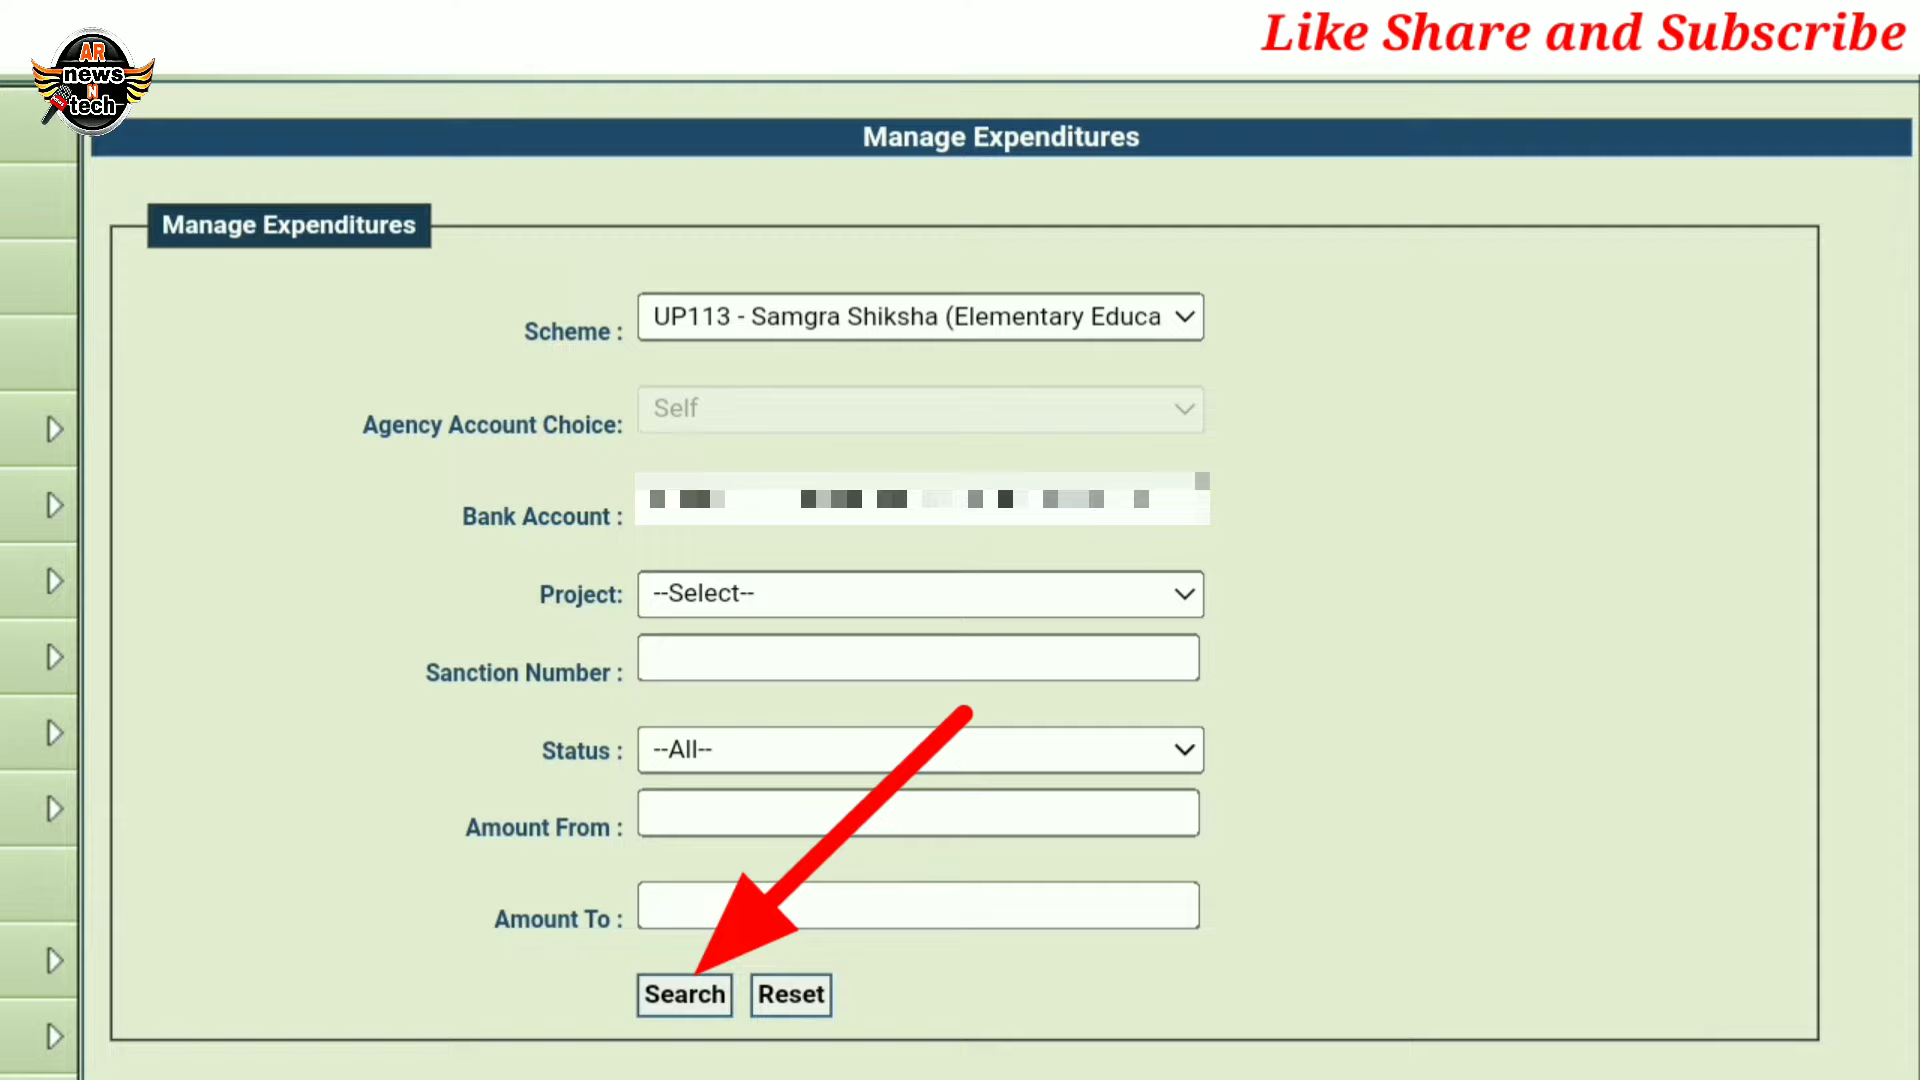 Like Share and Subscribe
AR
news
N
tech
Manage Expenditures
Manage Expenditures
Scheme : UP113 - Samgra Shiksha (Elementary Educa
Agency Account Choice: Self
Bank Account :
Project: --Select--
Sanction Number :
Status : --All--
Amount From :
Amount To :
Search Reset